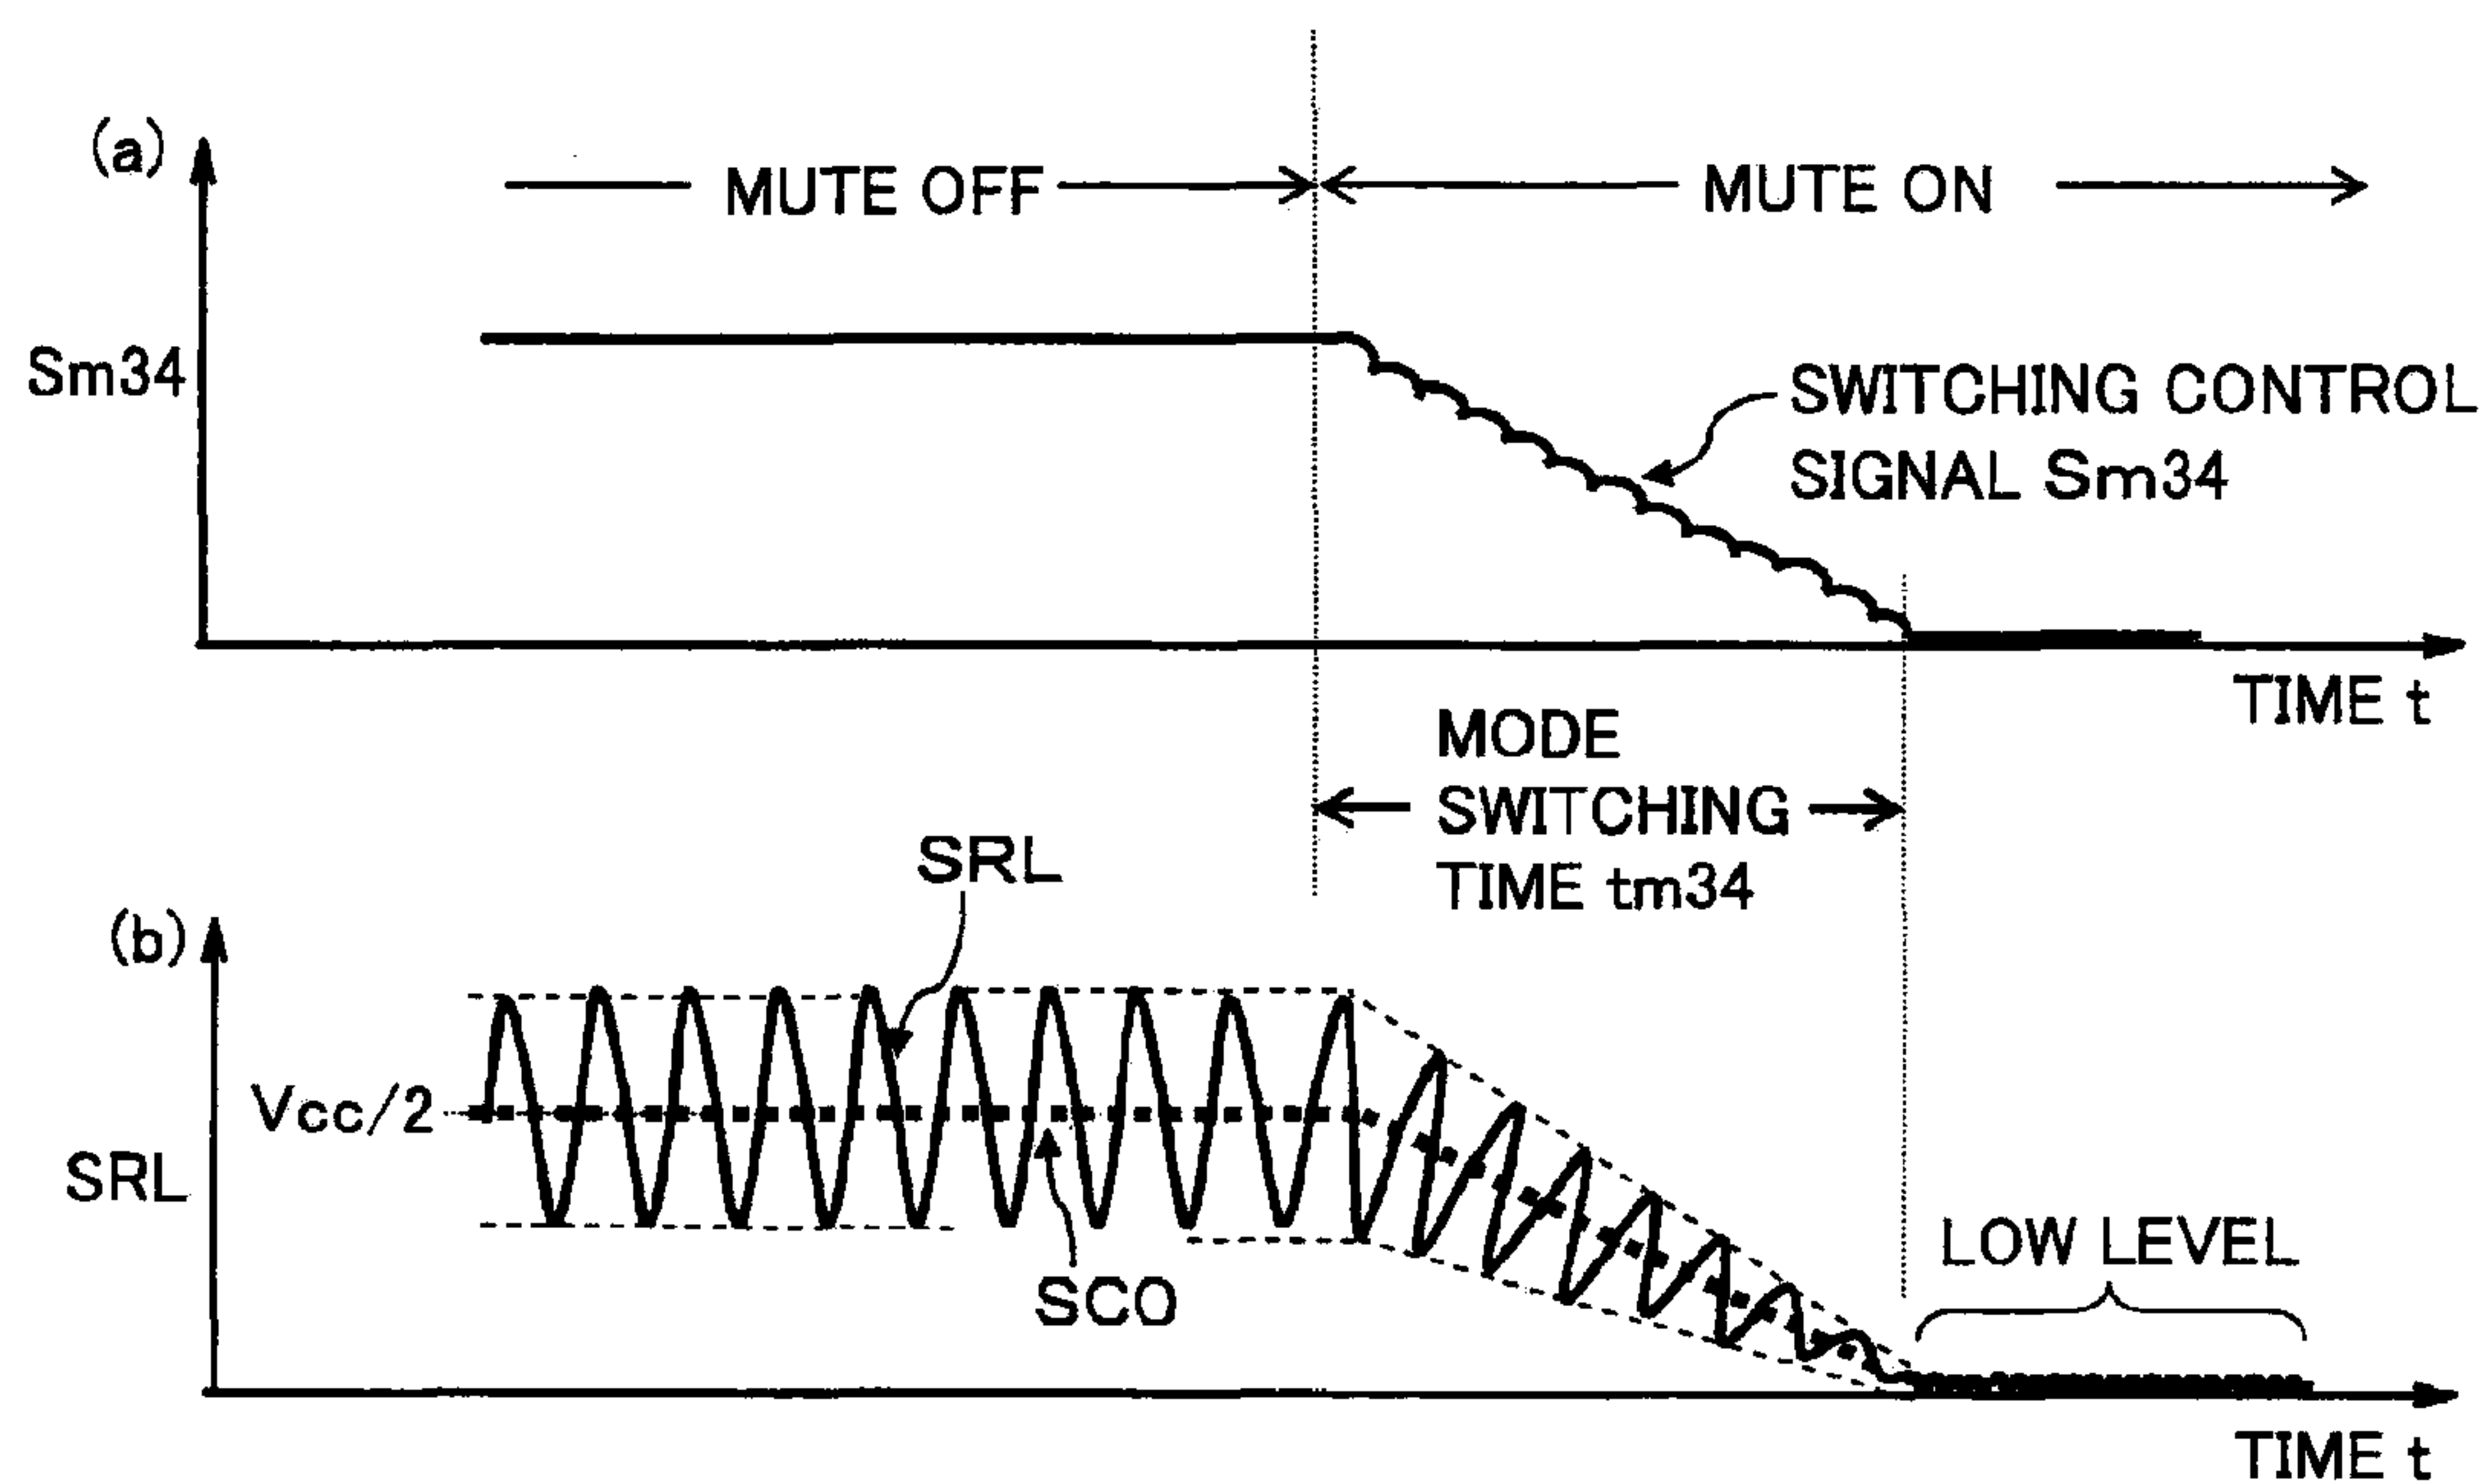 (a)
MUTE OFF
MUTE ON
Sm34
SWITCHING CONTROL
SIGNAL Sm34
TIME t
MODE
SWITCHING
TIME tm34
SRL
(b)
Vcc/2
SRL
SCO
LOW LEVEL
TIME t